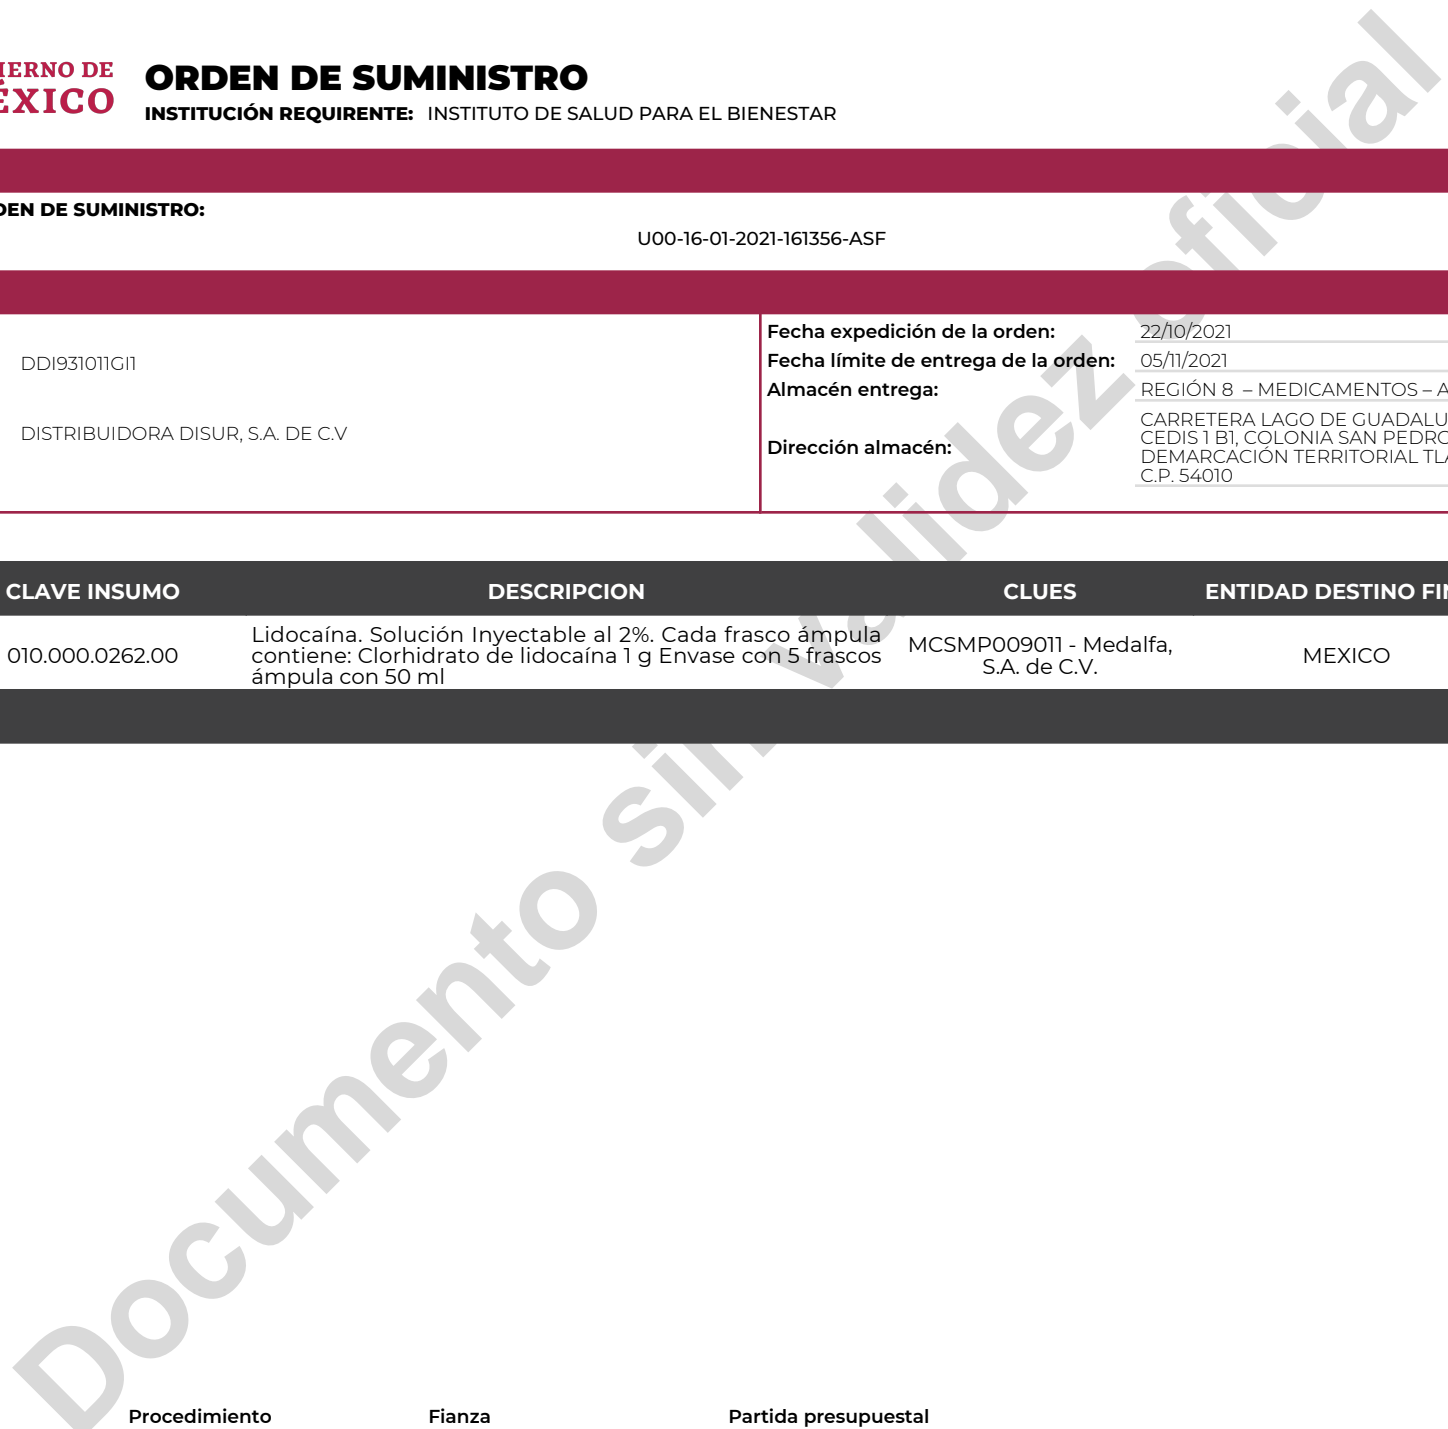 IERNO DE
ÉXICO
ORDEN DE SUMINISTRO
INSTITUCIÓN REQUIRENTE: INSTITUTO DE SALUD PARA EL BIENESTAR
DEN DE SUMINISTRO:
U00-16-01-2021-161356-ASF
DDI931011GI1
DISTRIBUIDORA DISUR, S.A. DE C.V
Fecha expedición de la orden: 22/10/2021
Fecha límite de entrega de la orden: 05/11/2021
Almacén entrega: REGIÓN 8 – MEDICAMENTOS – A
Dirección almacén:
CARRETERA LAGO DE GUADALU
CEDIS 1 B1, COLONIA SAN PEDRO
DEMARCACIÓN TERRITORIAL TLA
C.P. 54010
CLAVE INSUMO DESCRIPCION CLUES ENTIDAD DESTINO FIN
010.000.0262.00
Lidocaína. Solución Inyectable al 2%. Cada frasco ámpula
contiene: Clorhidrato de lidocaína 1 g Envase con 5 frascos
ámpula con 50 ml
MCSMP009011 - Medalfa,
S.A. de C.V.
MEXICO
Documento sin validez oficial
Procedimiento Fianza Partida presupuestal